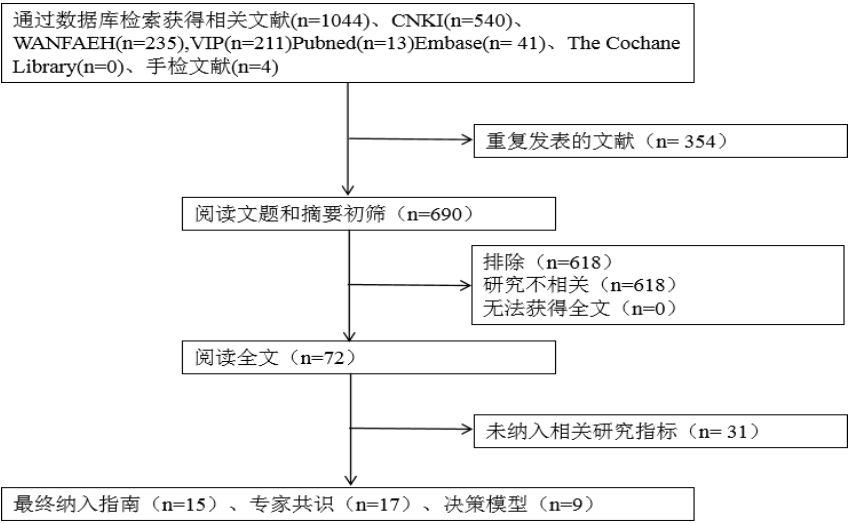 通过数据库检索获得相关文献(n=1044)、CNKI(n=540)、
WANFAEH(n=235),VIP(n=211)Pubned(n=13)Embase(n= 41)、The Cochane
Library(n=0)、手检文献(n=4)
重复发表的文献（n= 354）
阅读文题和摘要初筛（n=690）
排除（n=618）
研究不相关（n=618）
无法获得全文（n=0）
阅读全文（n=72）
未纳入相关研究指标（n= 31）
最终纳入指南（n=15）、专家共识（n=17）、决策模型（n=9）